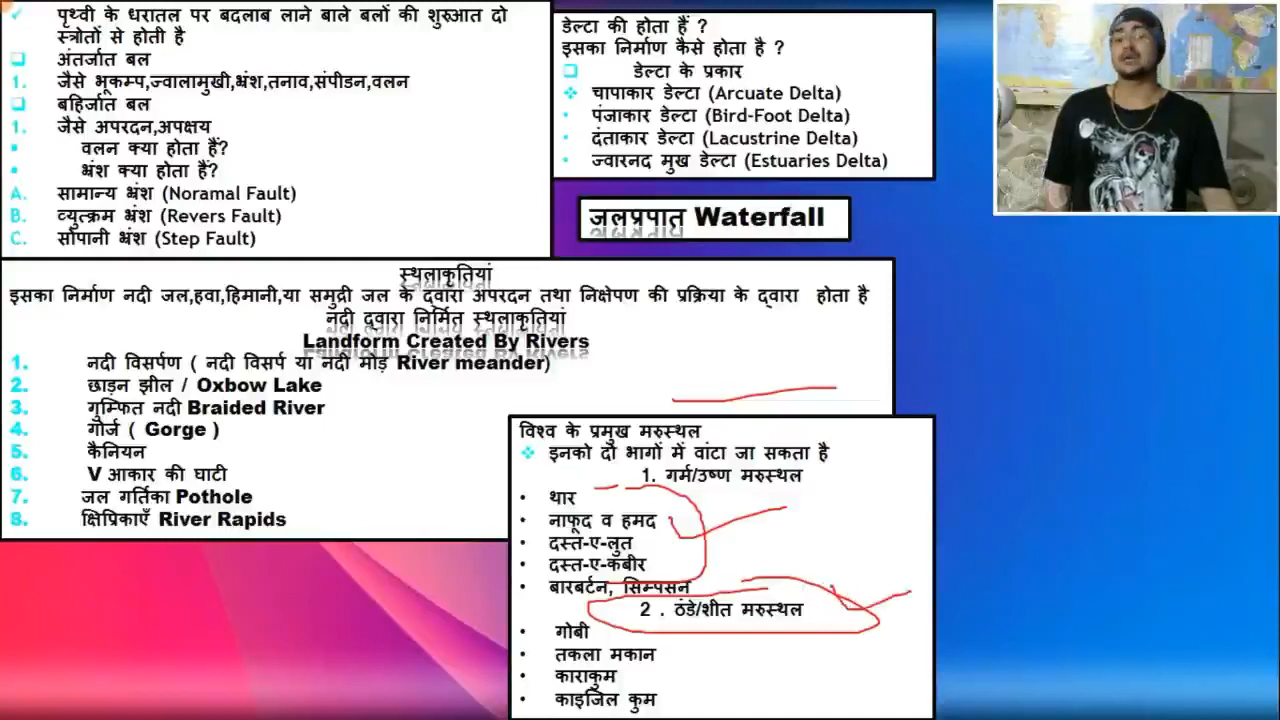 पृथ्वी के धरातल पर बदलाब लाने बाले बलों की शुरुआत दो
स्त्रोतों से होती है
अंतर्जात बल
1. जैसे भूकम्प,ज्वालामुखी,भ्रंश,तनाव,संपीडन,वलन
बहिर्जात बल
1. जैसे अपरदन,अपक्षय
वलन क्या होता हैं?
भ्रंश क्या होता हैं?
A. सामान्य भ्रंश (Noramal Fault)
B. व्युत्क्रम भ्रंश (Revers Fault)
C. सोपानी भ्रंश (Step Fault)
डेल्टा की होता हैं ?
इसका निर्माण कैसे होता है ?
डेल्टा के प्रकार
चापाकार डेल्टा (Arcuate Delta)
पंजाकार डेल्टा (Bird-Foot Delta)
दंताकार डेल्टा (Lacustrine Delta)
ज्वारनद मुख डेल्टा (Estuaries Delta)
जलप्रपात Waterfall
स्थलाकृतियां
इसका निर्माण नदी जल,हवा,हिमानी,या समुद्री जल के द्वारा अपरदन तथा निक्षेपण की प्रक्रिया के द्वारा होता है
नदी द्वारा निर्मित स्थलाकृतियां
Landform Created By Rivers
1. नदी विसर्पण ( नदी विसर्प या नदी मोड़ River meander)
2. छाड़न झील / Oxbow Lake
3. गुम्फित नदी Braided River
4. गोर्ज ( Gorge )
5. कैनियन
6. V आकार की घाटी
7. जल गर्तिका Pothole
8. क्षिप्रिकाएँ River Rapids
विश्व के प्रमुख मरुस्थल
इनको दो भागों में वांटा जा सकता है
1. गर्म/उष्ण मरुस्थल
थार
नाफूद व हमद
दस्त-ए-लुत
दस्त-ए-कबीर
बारबर्टन, सिम्पसन
2 . ठंडे/शीत मरुस्थल
गोबी
तकला मकान
काराकुम
काइजिल कुम